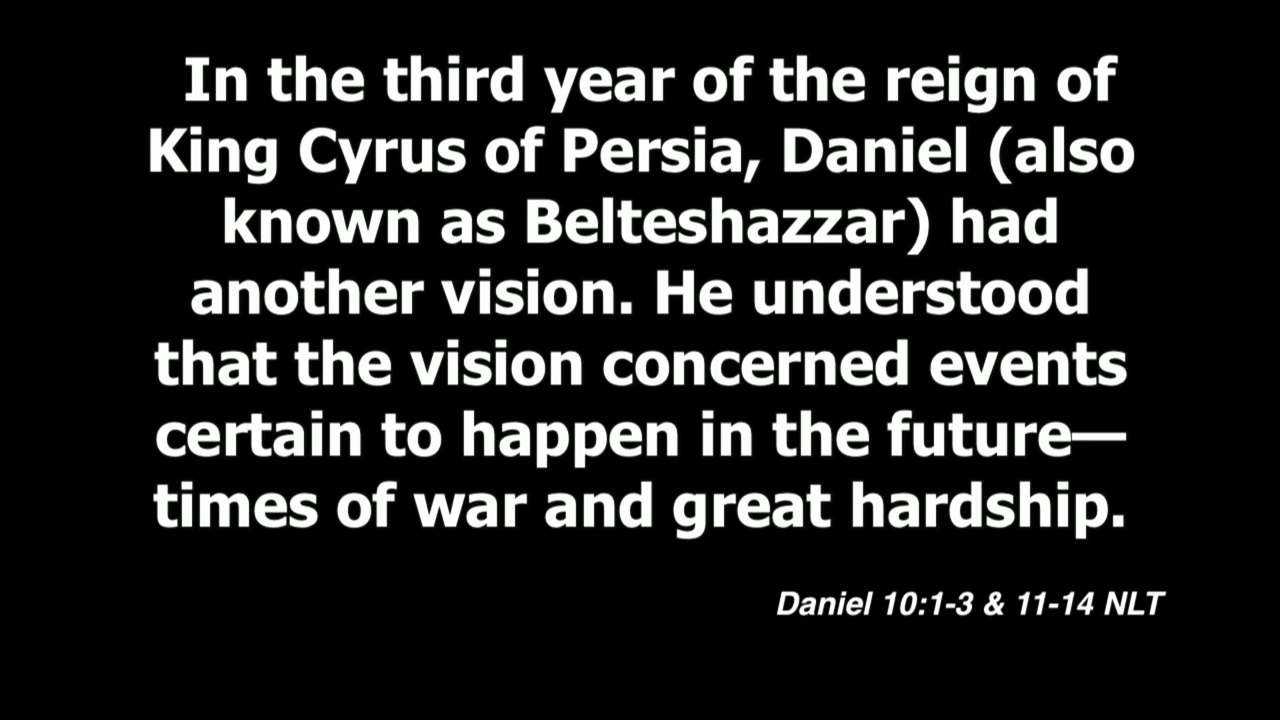 In the third year of the reign of
King Cyrus of Persia, Daniel (also
known as Belteshazzar) had
another vision. He understood
that the vision concerned events
certain to happen in the future—
times of war and great hardship.
Daniel 10:1-3 & 11-14 NLT